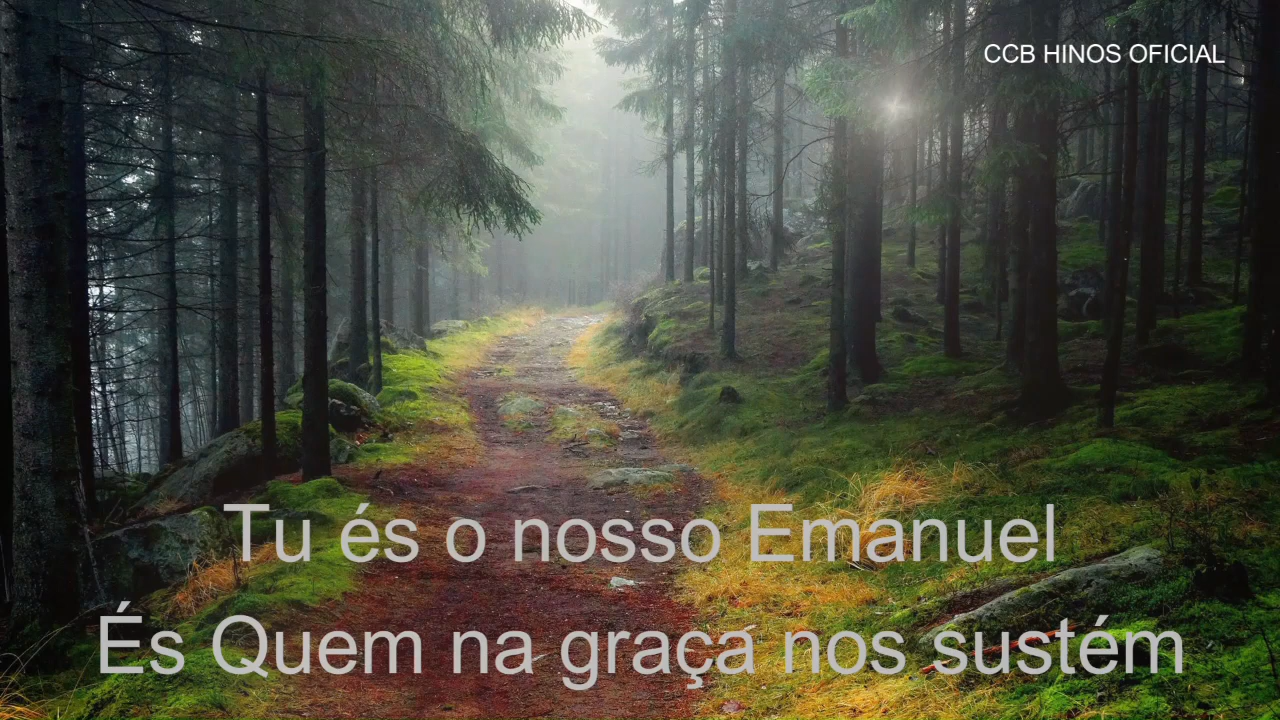 CCB HINOS OFICIAL
Tu és o nosso Emanuel
És Quem na graça nos sustém